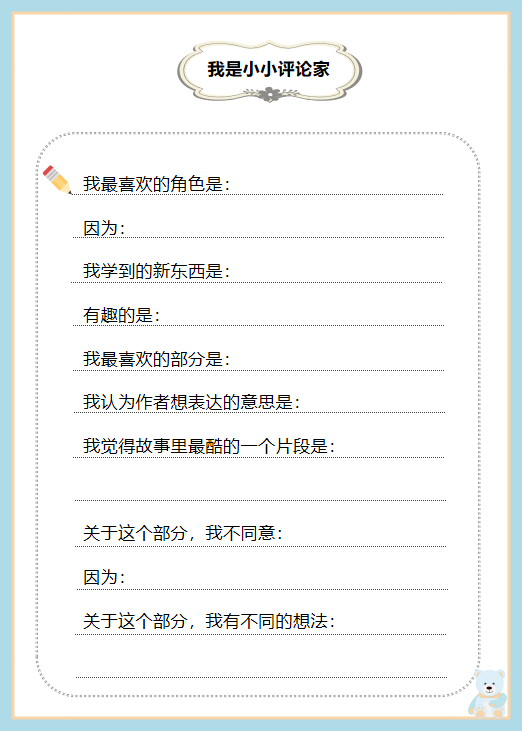 我是小小评论家
我最喜欢的角色是：
因为：
我学到的新东西是：
有趣的是：
我最喜欢的部分是：
我认为作者想表达的意思是：
我觉得故事里最酷的一个片段是：
关于这个部分，我不同意：
因为：
关于这个部分，我有不同的想法：